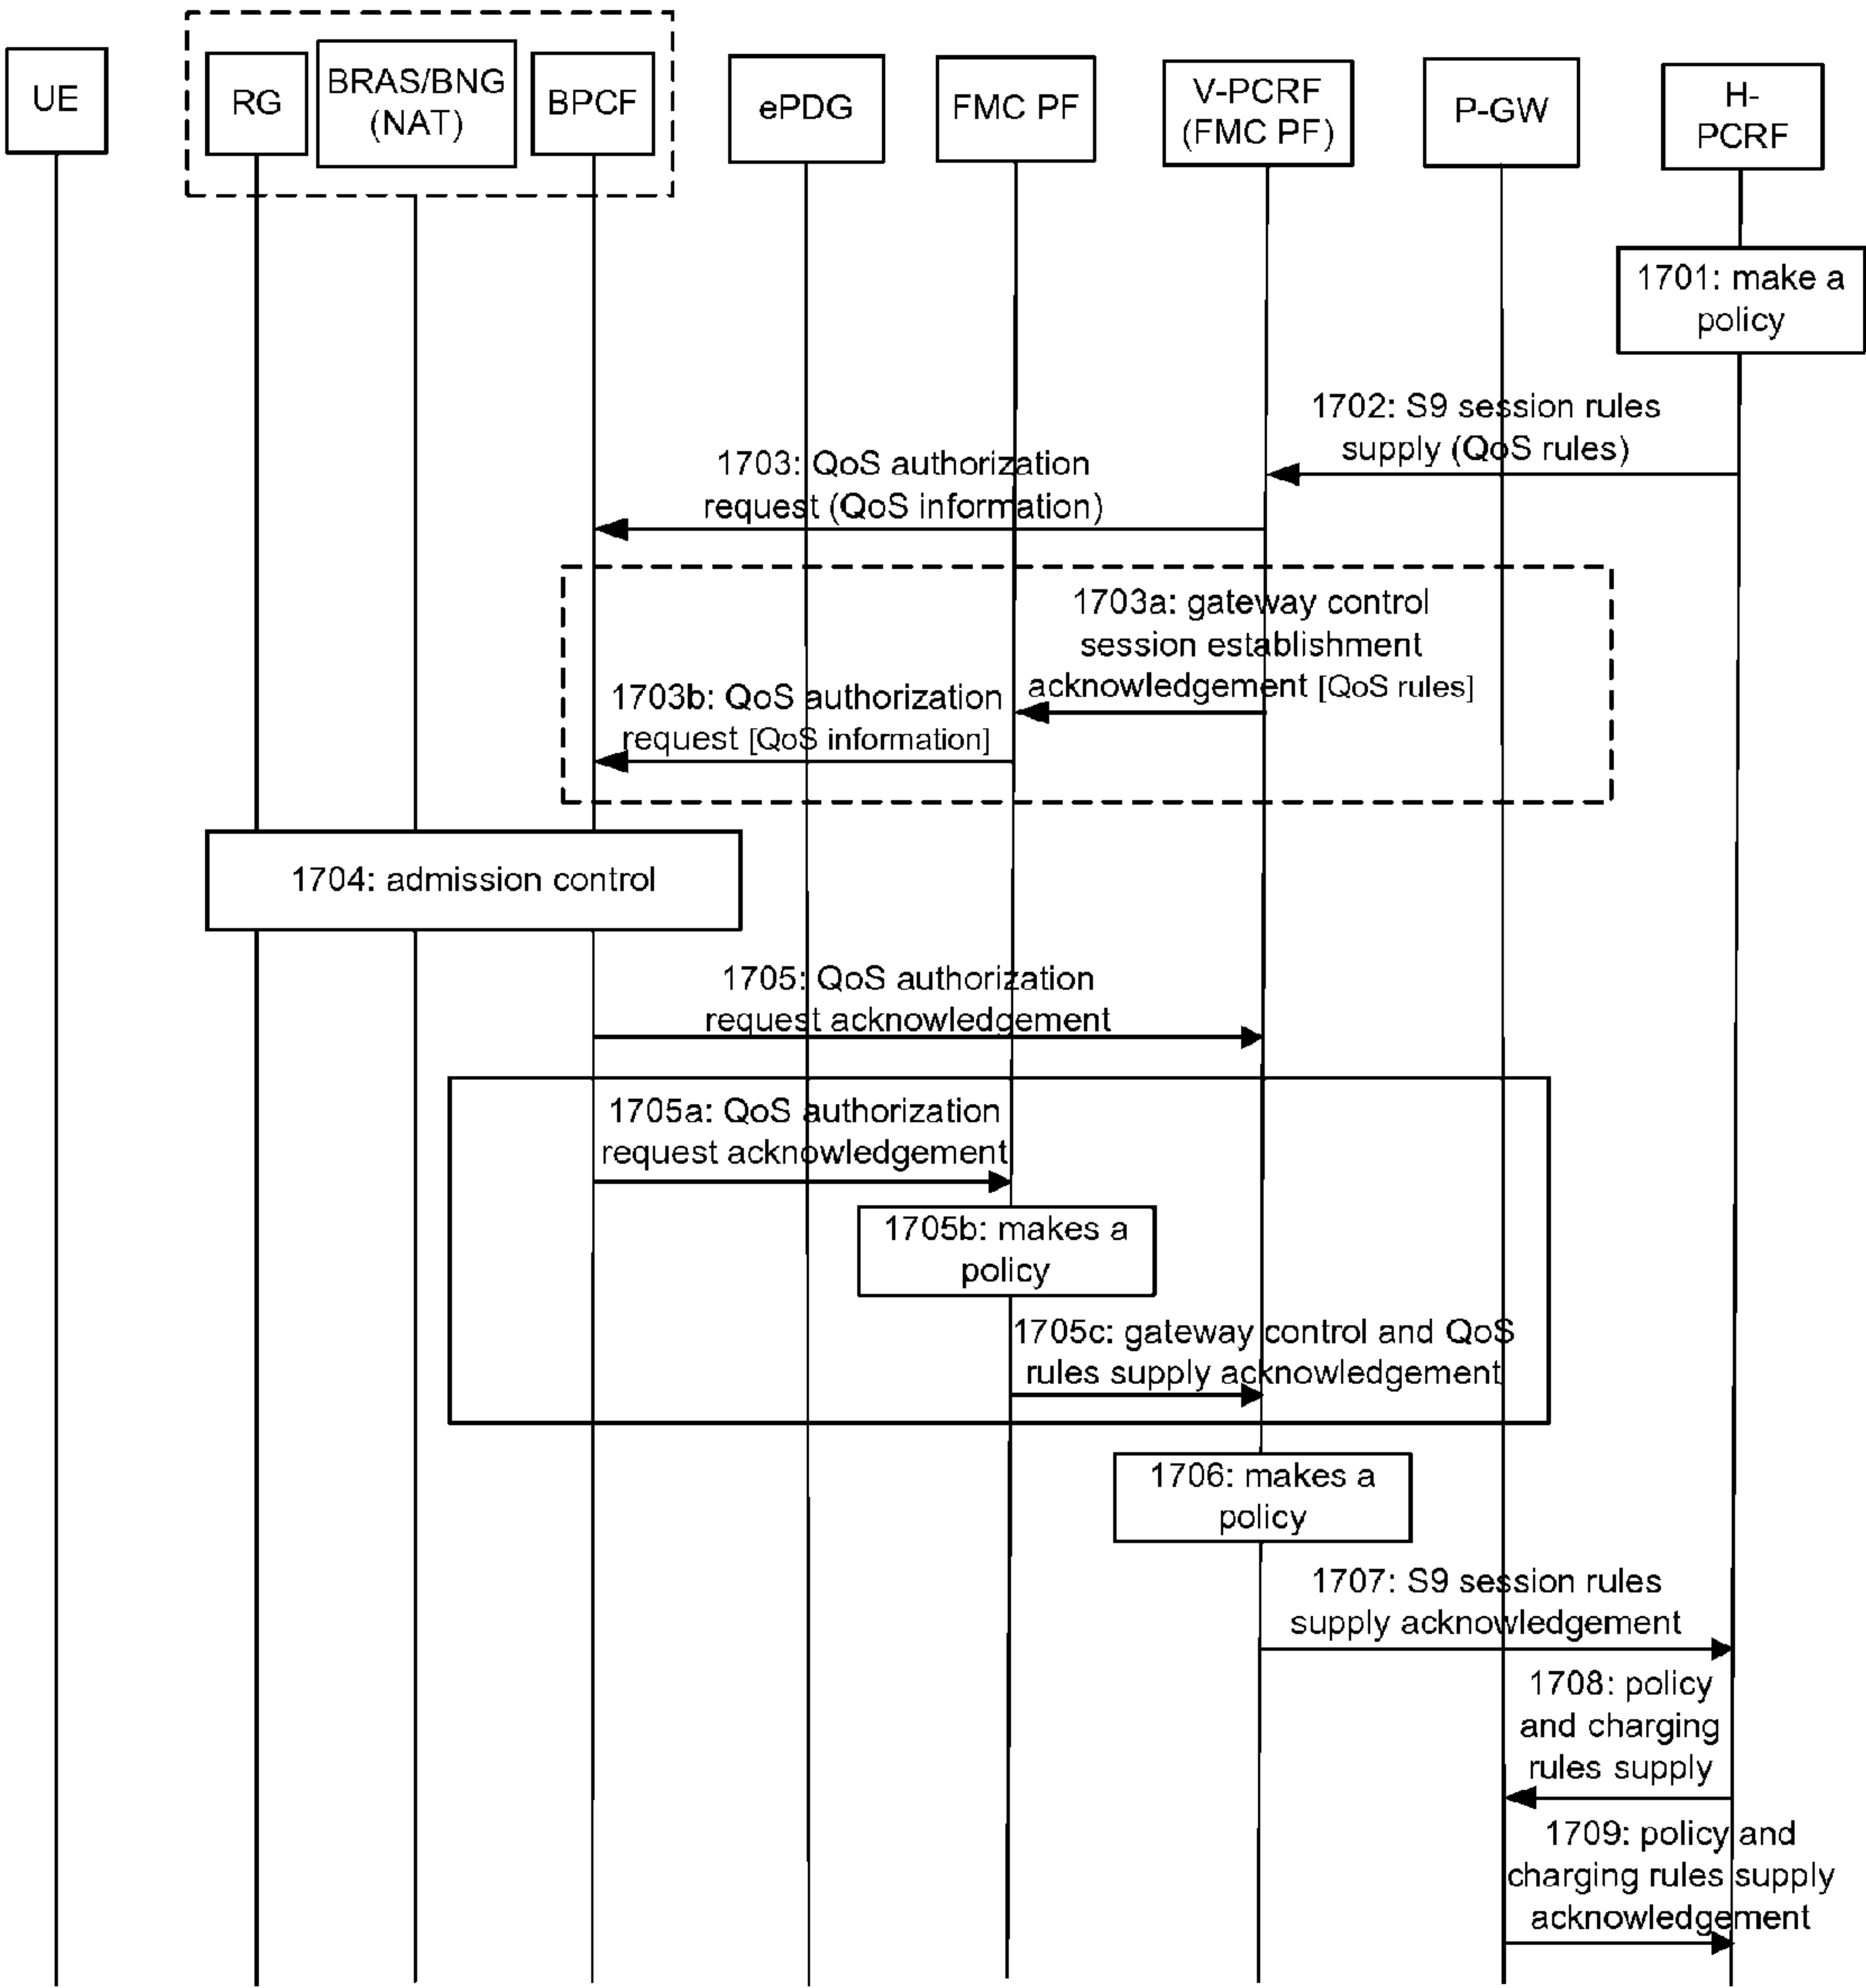 UE
RG
BRAS/BNG
(NAT)
BPCF
ePDG
FMC PF
V-PCRF
(FMC PF)
P-GW
H-
PCRF
1701: make a
policy
1702: S9 session rules
supply (QoS rules)
1703: QoS authorization
request (QoS information)
1703a: gateway control
session establishment
acknowledgement [QoS rules]
1703b: QoS authorization
request [QoS information]
1704: admission control
1705: QoS authorization
request acknowledgement
1705a: QoS authorization
request acknowledgement
1705b: makes a
policy
1705c: gateway control and QoS
rules supply acknowledgement
1706: makes a
policy
1707: S9 session rules
supply acknowledgement
1708: policy
and charging
rules supply
1709: policy and
charging rules supply
acknowledgement